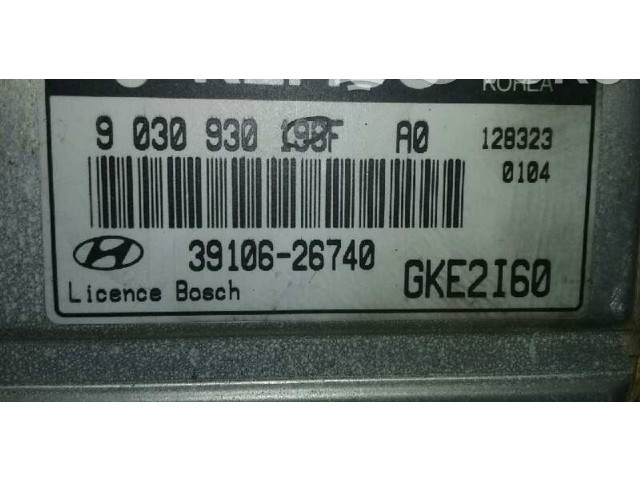 KOREA
9 030 930 198F A0 128323
0104
39106-26740 GKE2I60
Licence Bosch